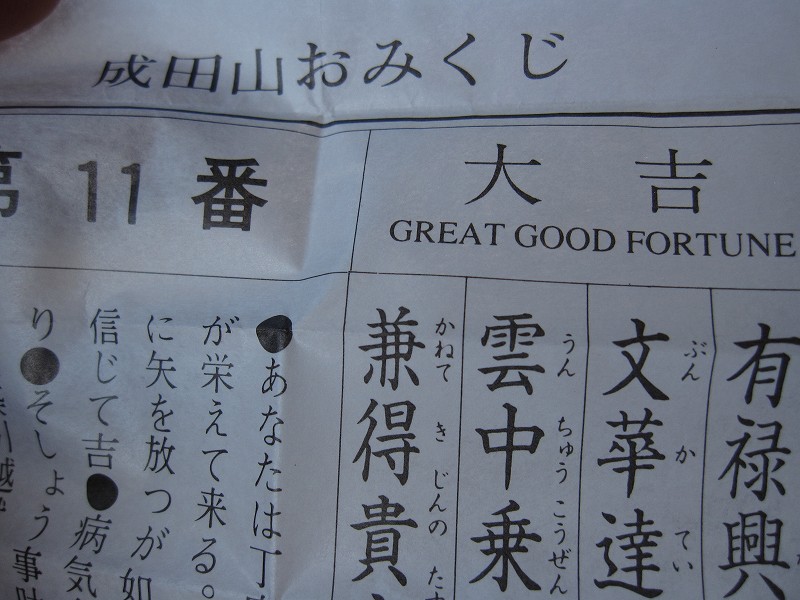 成田山おみくじ
第11番
大吉
GREAT GOOD FORTUNE
有禄興
文華達
ぶん か てい
雲中乗
うん ちゅう こうぜん
兼得貴
かねて き じんの たす
●あなたは丁
が栄えて来る。
に矢を放つが如
信じて吉●病気
り●そしょう事